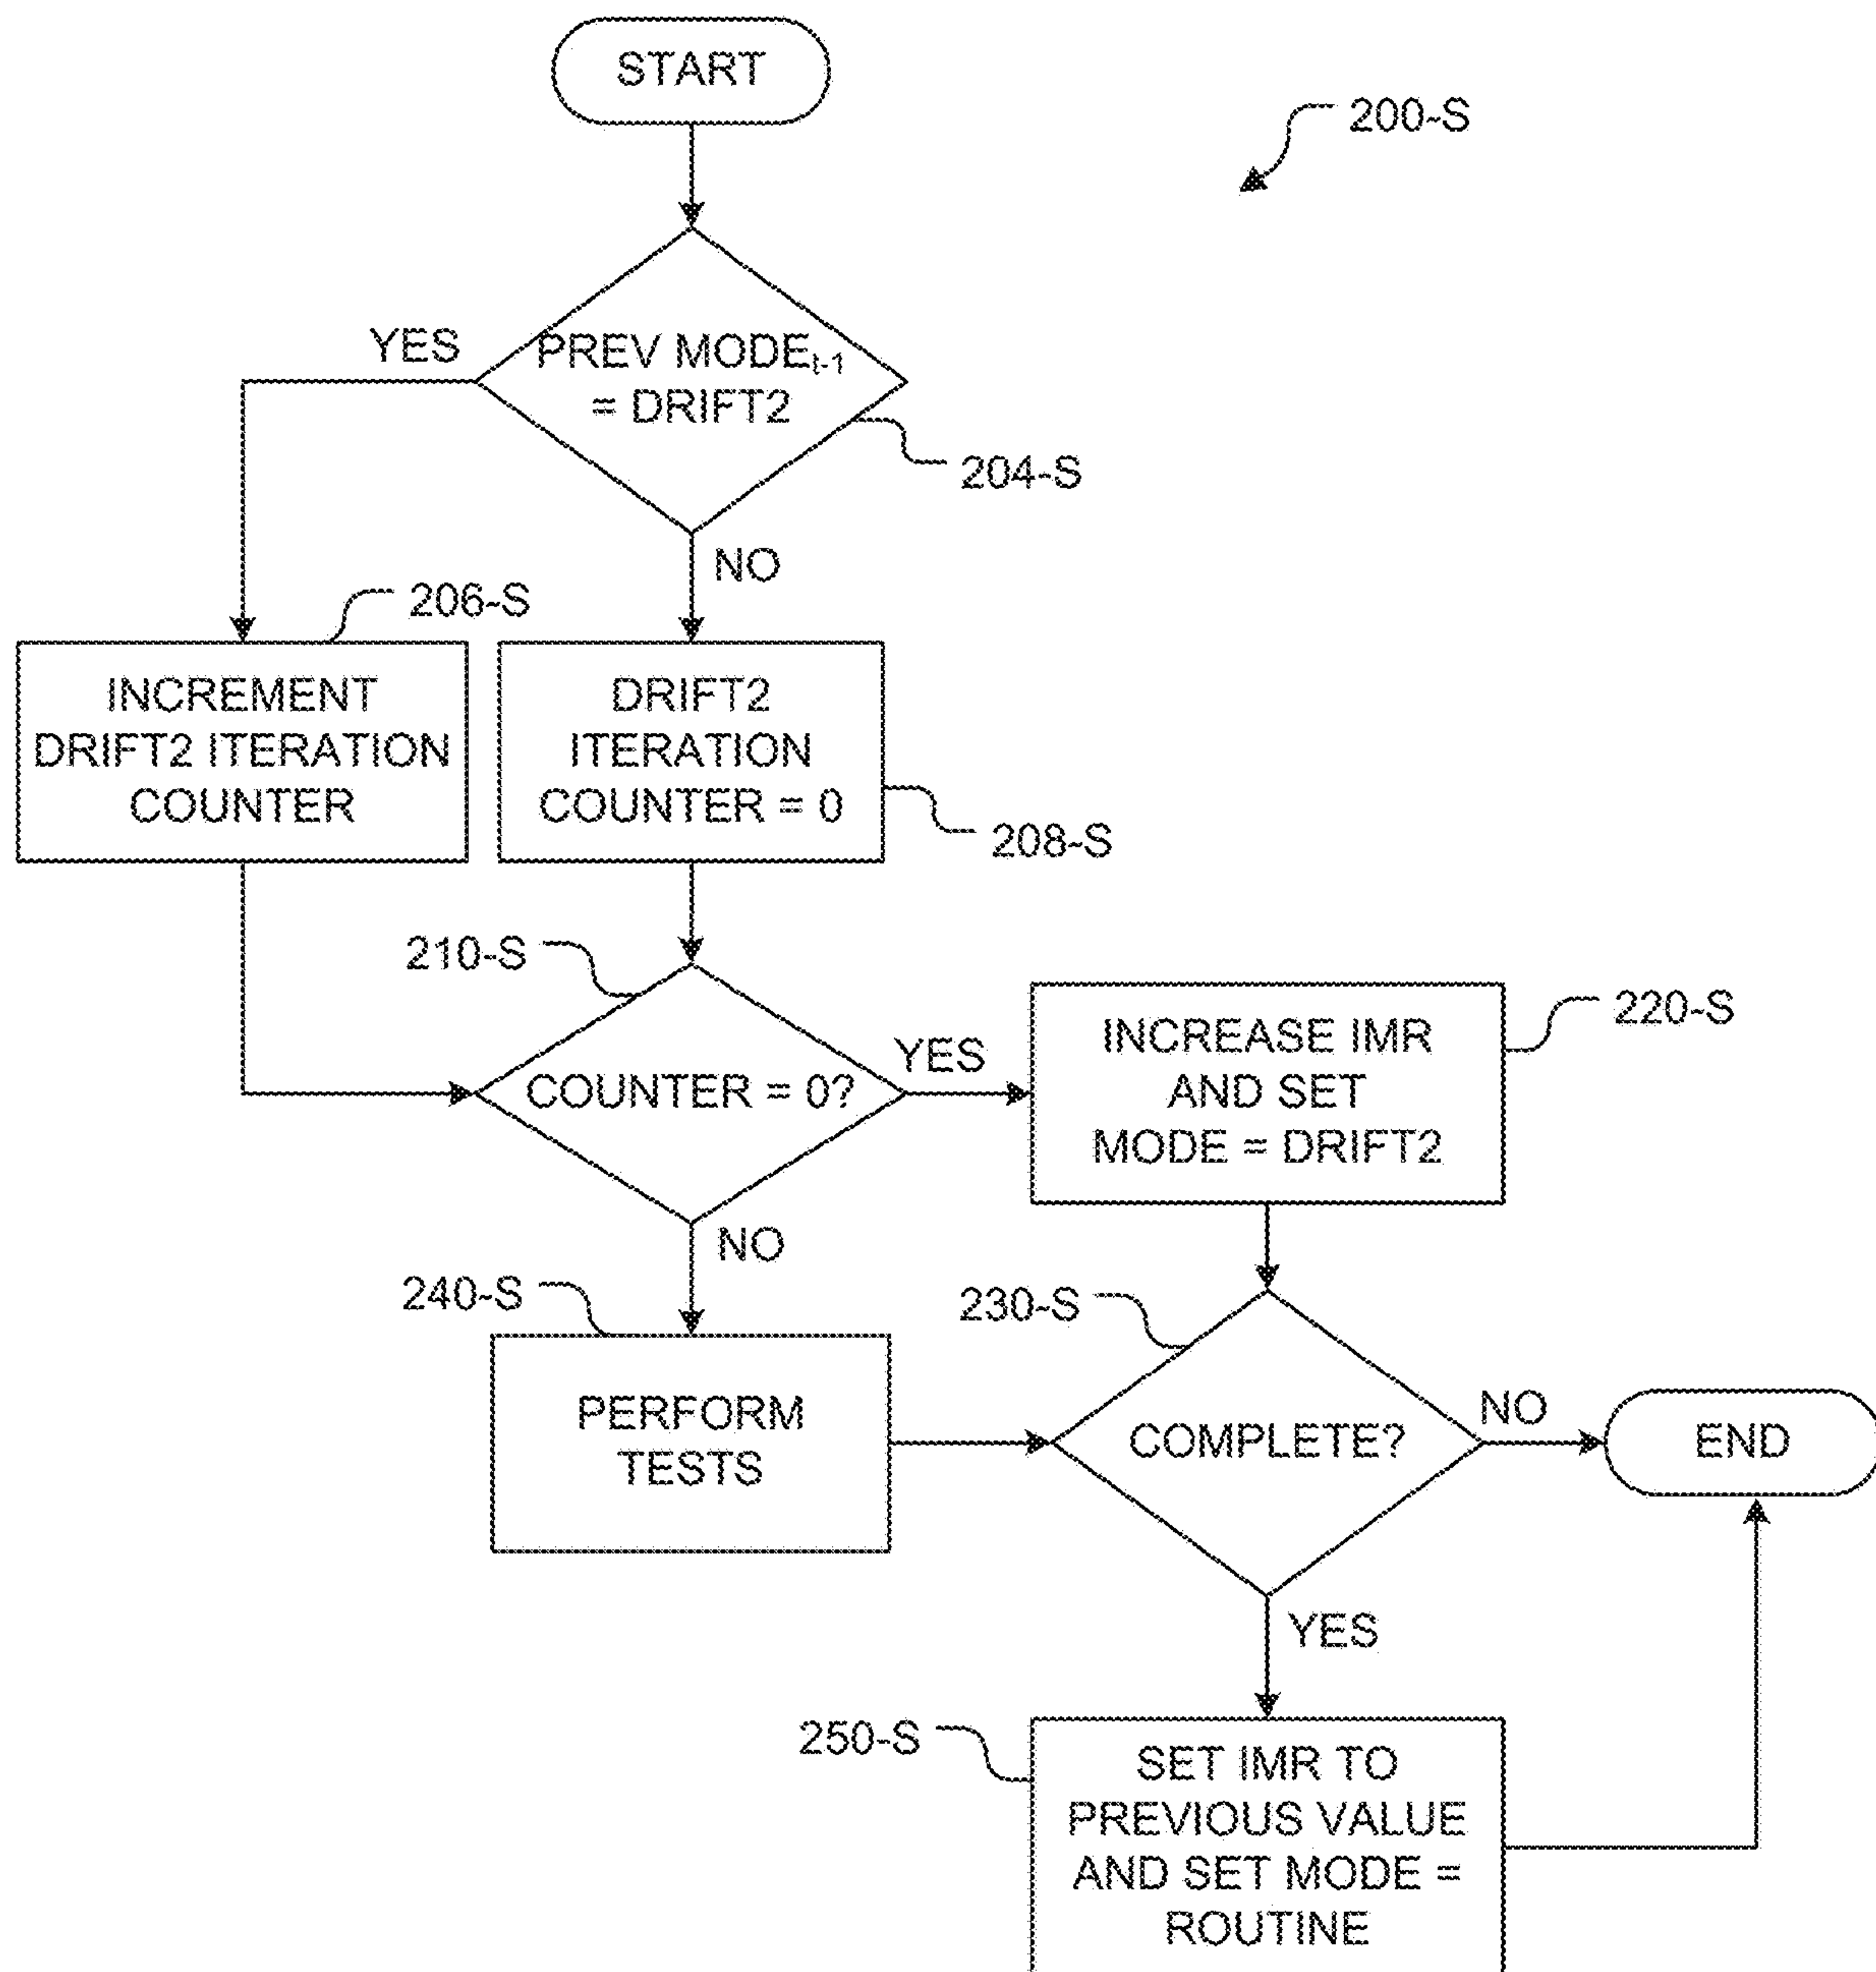 START
200-S
YES
PREV MODEt-1
= DRIFT2
204-S
NO
206-S
INCREMENT
DRIFT2 ITERATION
COUNTER
DRIFT2
ITERATION
COUNTER = 0
208-S
210-S
COUNTER = 0?
YES
INCREASE IMR
AND SET
MODE = DRIFT2
220-S
NO
240-S
PERFORM
TESTS
230-S
COMPLETE?
NO
END
YES
250-S
SET IMR TO
PREVIOUS VALUE
AND SET MODE =
ROUTINE